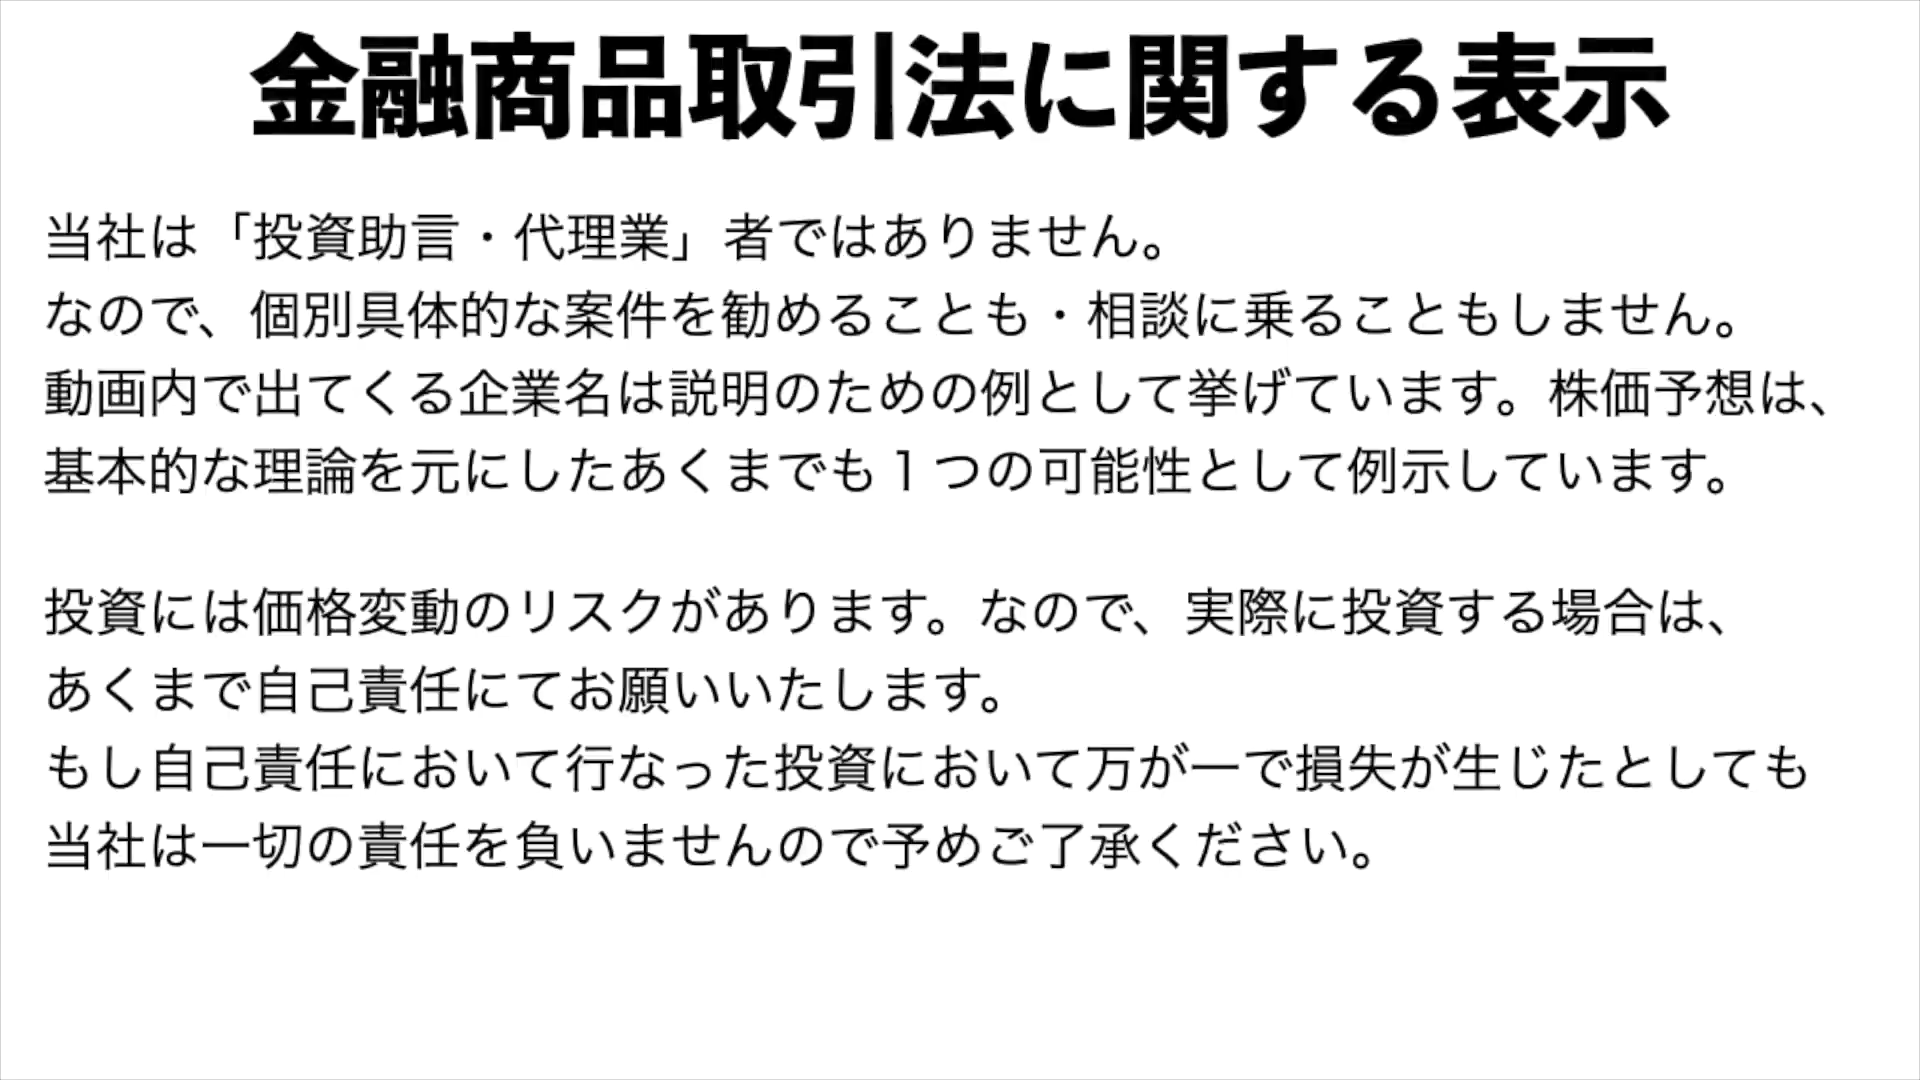 金融商品取引法に関する表示
当社は「投資助言・代理業」者ではありません。
なので、個別具体的な案件を勧めることも・相談に乗ることもしません。
動画内で出てくる企業名は説明のための例として挙げています。株価予想は、
基本的な理論を元にしたあくまでも１つの可能性として例示しています。
投資には価格変動のリスクがあります。なので、実際に投資する場合は、
あくまで自己責任にてお願いいたします。
もし自己責任において行なった投資において万が一で損失が生じたとしても
当社は一切の責任を負いませんので予めご了承ください。